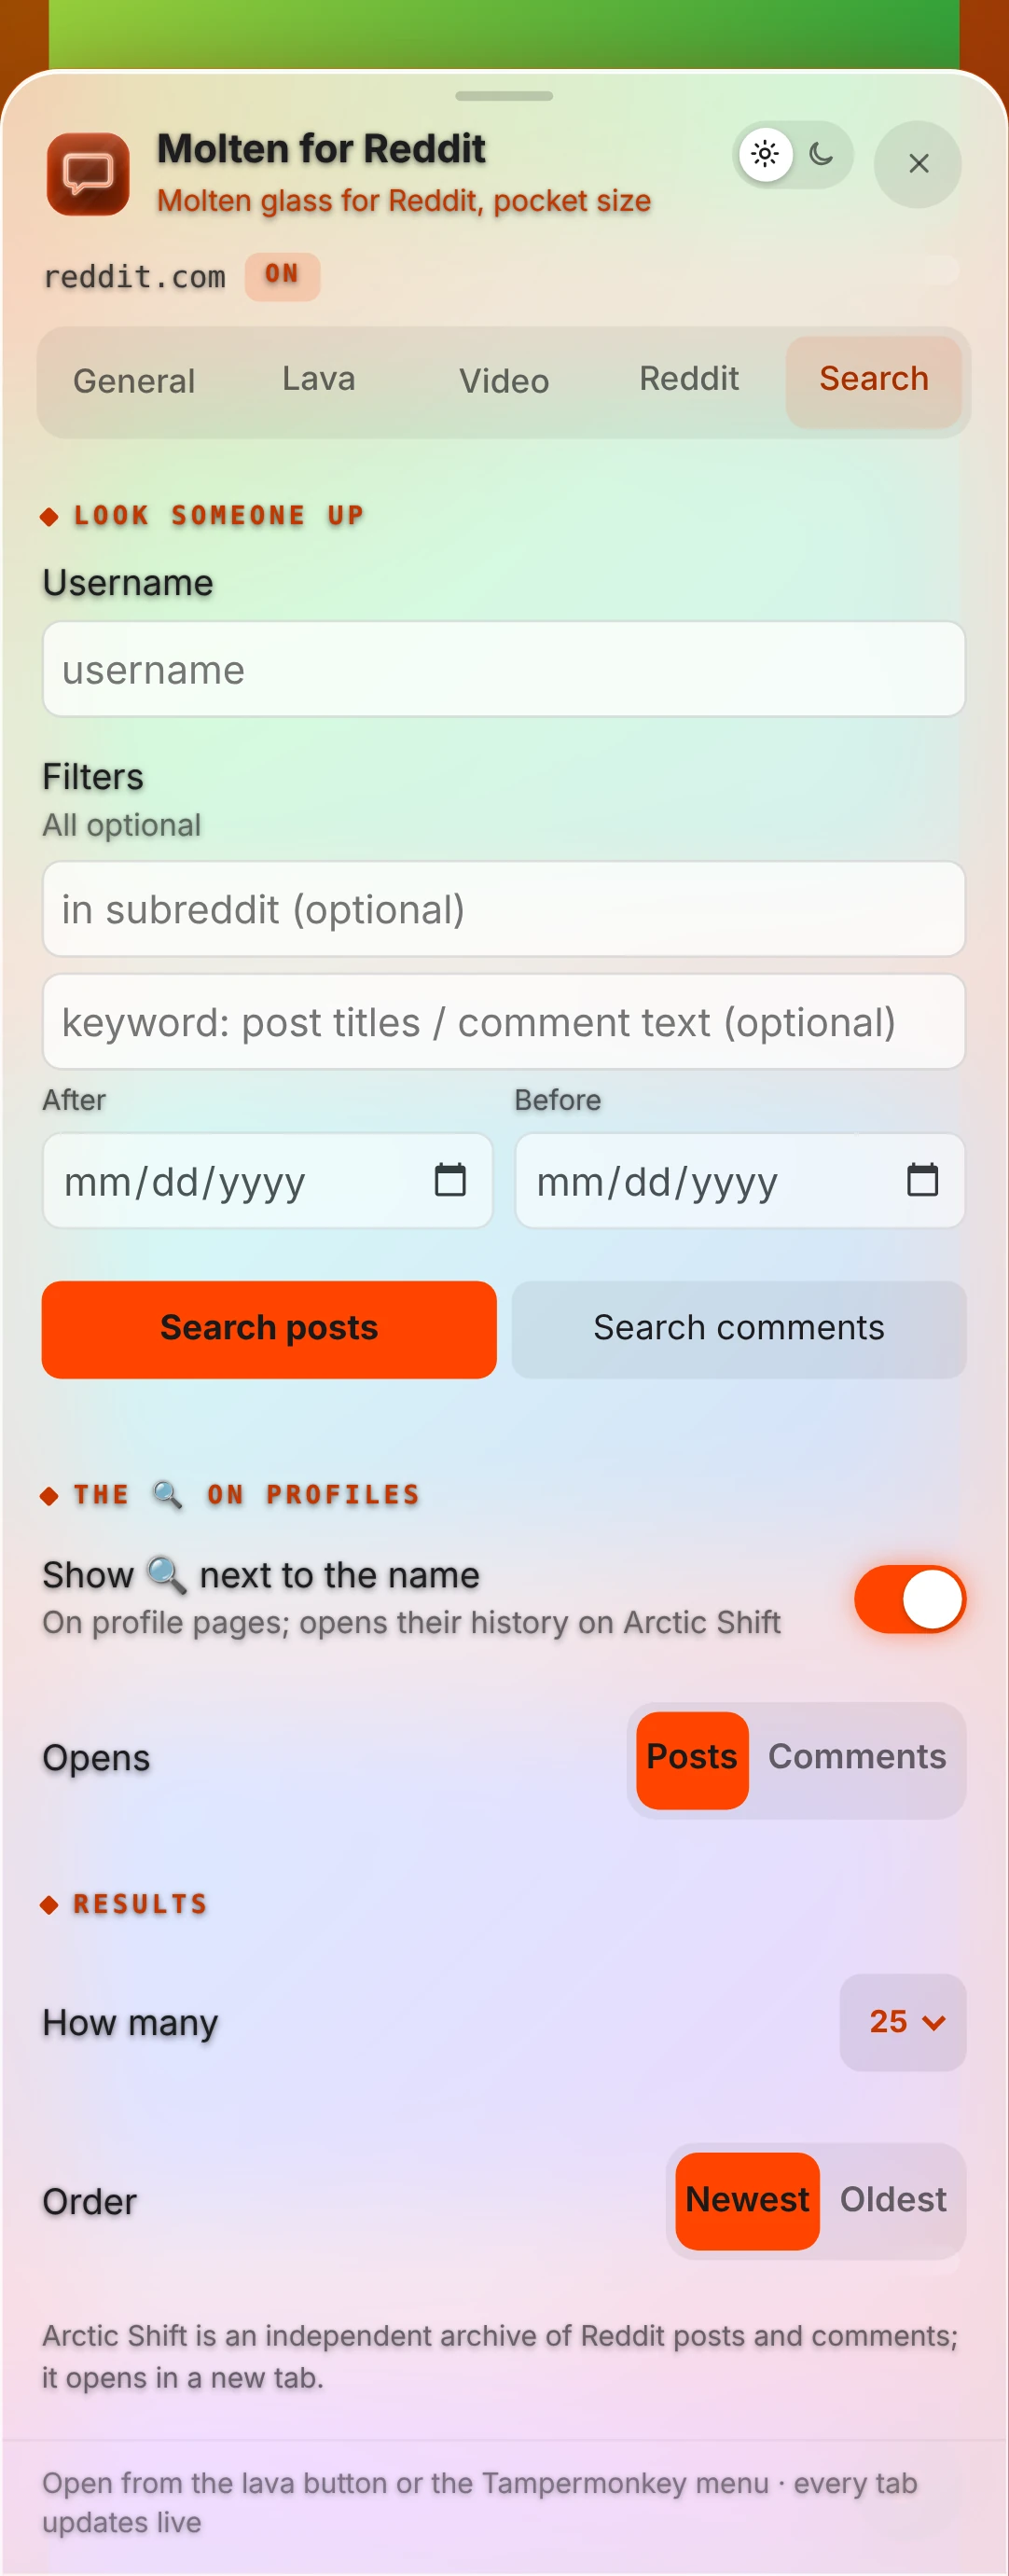 Molten for Reddit
Molten glass for Reddit, pocket size
reddit.com ON
General Lava Video Reddit Search
LOOK SOMEONE UP
Username
username
Filters
All optional
in subreddit (optional)
keyword: post titles / comment text (optional)
After Before
mm/dd/yyyy mm/dd/yyyy
Search posts Search comments
THE 🔍 ON PROFILES
Show 🔍 next to the name
On profile pages; opens their history on Arctic Shift
Opens Posts Comments
RESULTS
How many 25
Order Newest Oldest
Arctic Shift is an independent archive of Reddit posts and comments;
it opens in a new tab.
Open from the lava button or the Tampermonkey menu · every tab
updates live